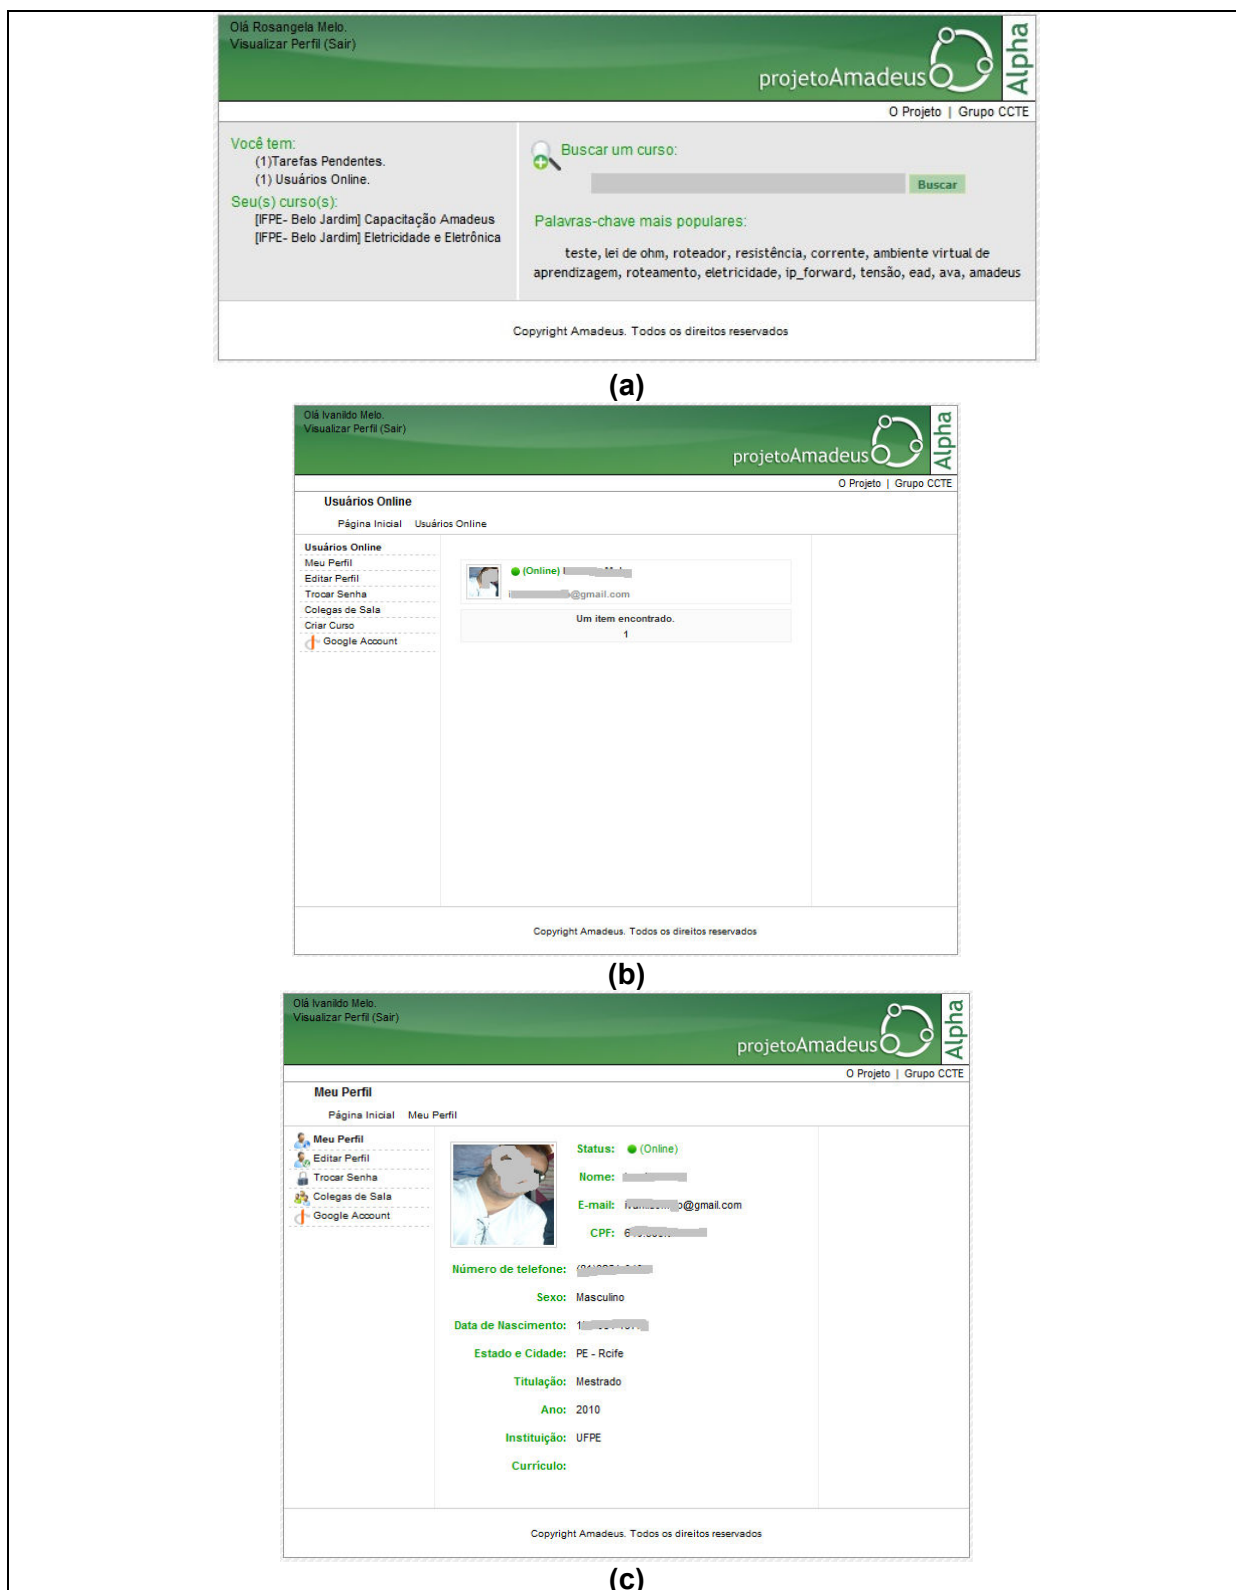 Olá Rosangela Melo.
Visualizar Perfil (Sair)
projetoAmadeus
Alpha
O Projeto | Grupo CCTE
Você tem:
(1)Tarefas Pendentes.
(1) Usuários Online.
Seu(s) curso(s):
[IFPE- Belo Jardim] Capacitação Amadeus
[IFPE- Belo Jardim] Eletricidade e Eletrônica
Buscar um curso:
Buscar
Palavras-chave mais populares:
teste, lei de ohm, roteador, resistência, corrente, ambiente virtual de
aprendizagem, roteamento, eletricidade, ip_forward, tensão, ead, ava, amadeus
Copyright Amadeus. Todos os direitos reservados
(a)
Olá Ivanildo Melo.
Visualizar Perfil (Sair)
projetoAmadeus
Alpha
O Projeto | Grupo CCTE
Usuários Online
Página Inicial Usuários Online
Usuários Online
Meu Perfil
Editar Perfil
Trocar Senha
Colegas de Sala
Criar Curso
Google Account
(Online)
@gmail.com
Um item encontrado.
1
Copyright Amadeus. Todos os direitos reservados
(b)
Olá Ivanildo Melo.
Visualizar Perfil (Sair)
projetoAmadeus
Alpha
O Projeto | Grupo CCTE
Meu Perfil
Página Inicial Meu Perfil
Meu Perfil
Editar Perfil
Trocar Senha
Colegas de Sala
Google Account
Status: (Online)
Nome:
E-mail: @gmail.com
CPF:
Número de telefone:
Sexo: Masculino
Data de Nascimento:
Estado e Cidade: PE - Rcife
Titulação: Mestrado
Ano: 2010
Instituição: UFPE
Currículo:
Copyright Amadeus. Todos os direitos reservados
(c)